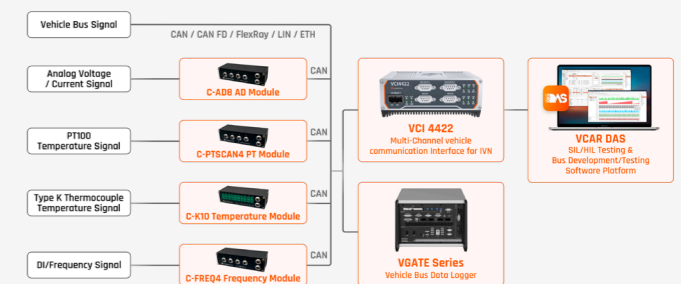 Vehicle Bus Signal
CAN / CAN FD / FlexRay / LIN / ETH
Analog Voltage
/ Current Signal
CAN
C-AD8 AD Module
PT100
Temperature Signal
CAN
C-PTSCAN4 PT Module
Type K Thermocouple
Temperature Signal
CAN
C-K10 Temperature Module
DI/Frequency Signal
CAN
C-FREQ4 Frequency Module
VCI4422
VCI 4422
Multi-Channel vehicle
communication Interface for IVN
VGATE Series
Vehicle Bus Data Logger
DAS
VCAR DAS
SIL/HIL Testing &
Bus Development/Testing
Software Platform